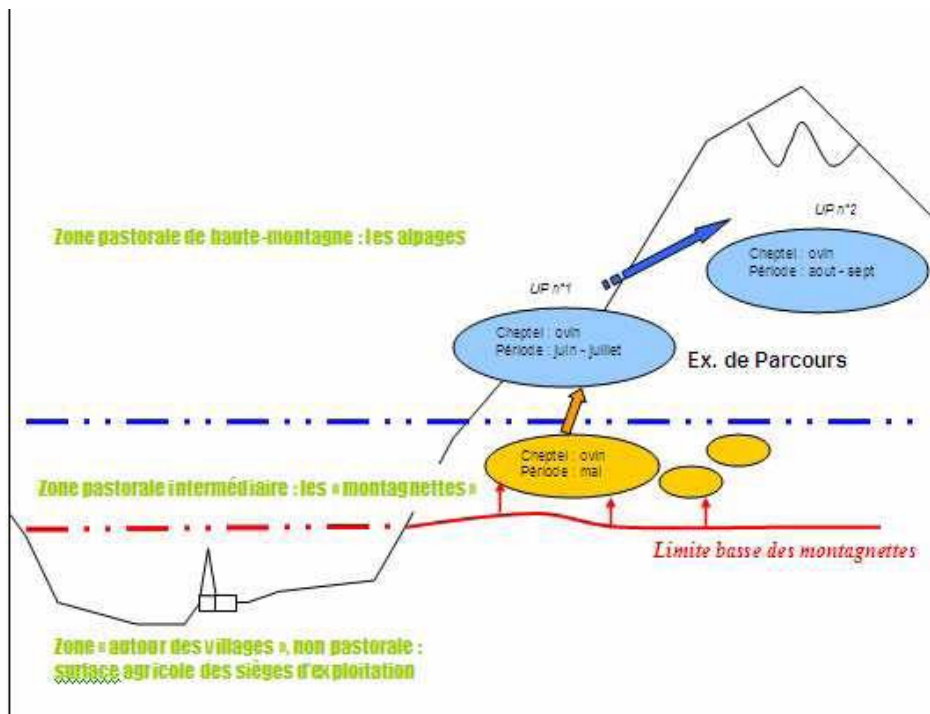 UP n°2
Zone pastorale de haute-montagne : les alpages
Cheptel : ovin
Période : aout - sept
UP n°1
Cheptel : ovin
Période : juin - juillet
Ex. de Parcours
Cheptel : ovin
Période : mai
Zone pastorale intermédiaire : les « montagnettes »
Limite basse des montagnettes
Zone « autour des villages », non pastorale :
surface agricole des sièges d'exploitation